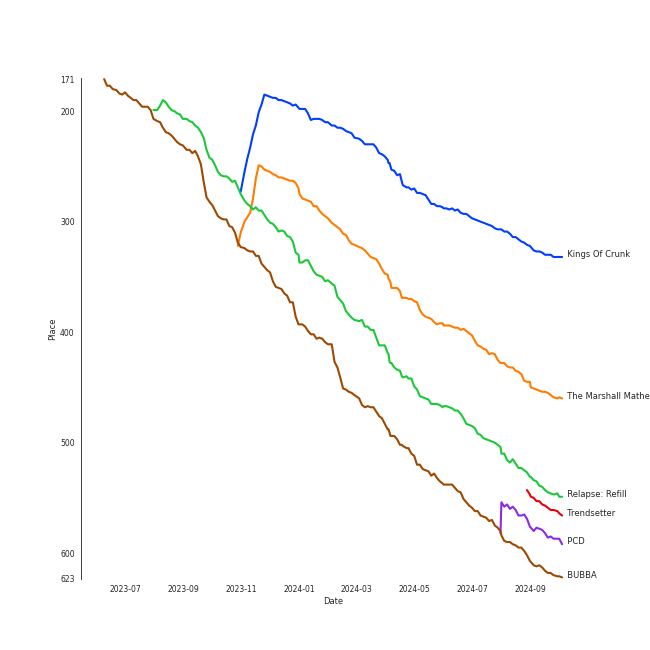 171
200
300
400
500
600
623
Place
2023-07
2023-09
2023-11
2024-01
2024-03
2024-05
2024-07
2024-09
Date
Kings Of Crunk
The Marshall Mathe
Relapse: Refill
Trendsetter
PCD
BUBBA